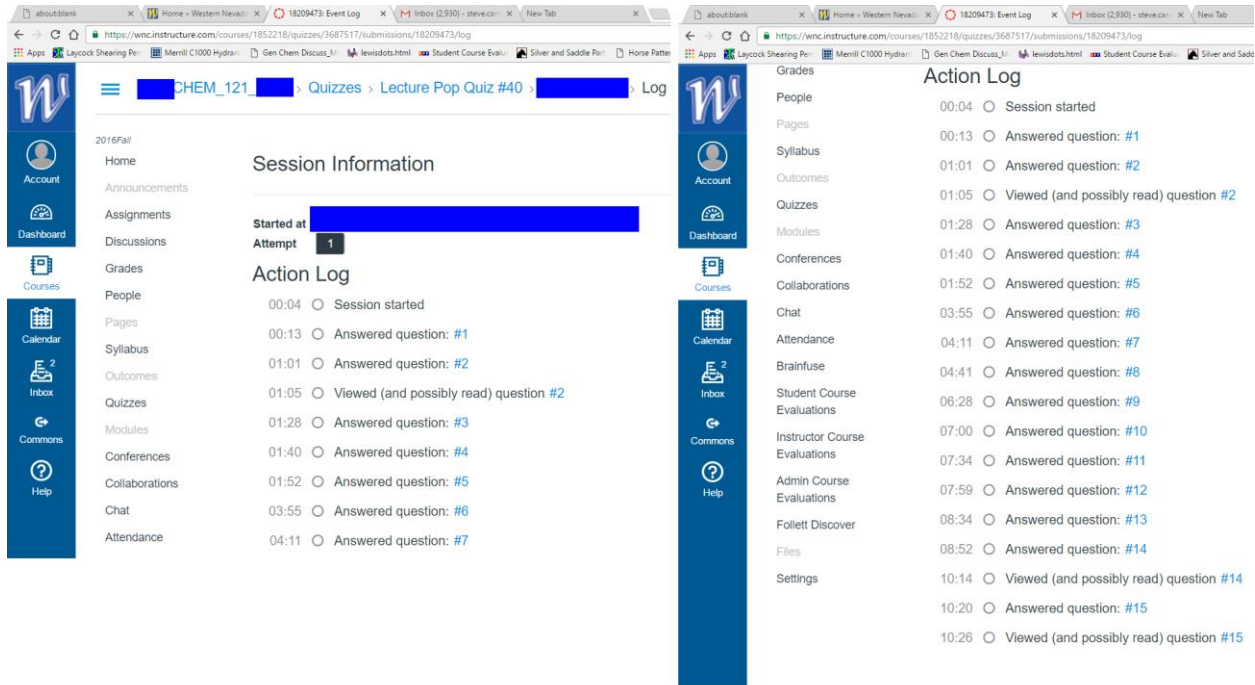 about:blank
Home » Western Nevad
18209473: Event Log
Inbox (2,930) - steve.car
New Tab
https://wnc.instructure.com/courses/1852218/quizzes/3687517/submissions/18209473/log
Apps Laycock Shearing Pen Merrill C1000 Hydrau Gen Chem Discuss_M lewisdots.html Student Course Evalu Silver and Saddle Par Horse Patter
W
CHEM_121_ > Quizzes > Lecture Pop Quiz #40 > Log
Account
Dashboard
Courses
Calendar
2
Inbox
Commons
Help
2016Fall
Home
Announcements
Assignments
Discussions
Grades
People
Pages
Syllabus
Outcomes
Quizzes
Modules
Conferences
Collaborations
Chat
Attendance
Session Information
Started at
Attempt 1
Action Log
00:04 Session started
00:13 Answered question: #1
01:01 Answered question: #2
01:05 Viewed (and possibly read) question #2
01:28 Answered question: #3
01:40 Answered question: #4
01:52 Answered question: #5
03:55 Answered question: #6
04:11 Answered question: #7
about:blank
Home » Western Nevad
18209473: Event Log
Inbox (2,930) - steve.car
New Tab
https://wnc.instructure.com/courses/1852218/quizzes/3687517/submissions/18209473/log
Apps Laycock Shearing Pen Merrill C1000 Hydrau Gen Chem Discuss_M lewisdots.html Student Course Evalu Silver and Sadd
W
Account
Dashboard
Courses
Calendar
2
Inbox
Commons
Help
Grades
People
Pages
Syllabus
Outcomes
Quizzes
Modules
Conferences
Collaborations
Chat
Attendance
Brainfuse
Student Course
Evaluations
Instructor Course
Evaluations
Admin Course
Evaluations
Follett Discover
Files
Settings
Action Log
00:04 Session started
00:13 Answered question: #1
01:01 Answered question: #2
01:05 Viewed (and possibly read) question #2
01:28 Answered question: #3
01:40 Answered question: #4
01:52 Answered question: #5
03:55 Answered question: #6
04:11 Answered question: #7
04:41 Answered question: #8
06:28 Answered question: #9
07:00 Answered question: #10
07:34 Answered question: #11
07:59 Answered question: #12
08:34 Answered question: #13
08:52 Answered question: #14
10:14 Viewed (and possibly read) question #14
10:20 Answered question: #15
10:26 Viewed (and possibly read) question #15